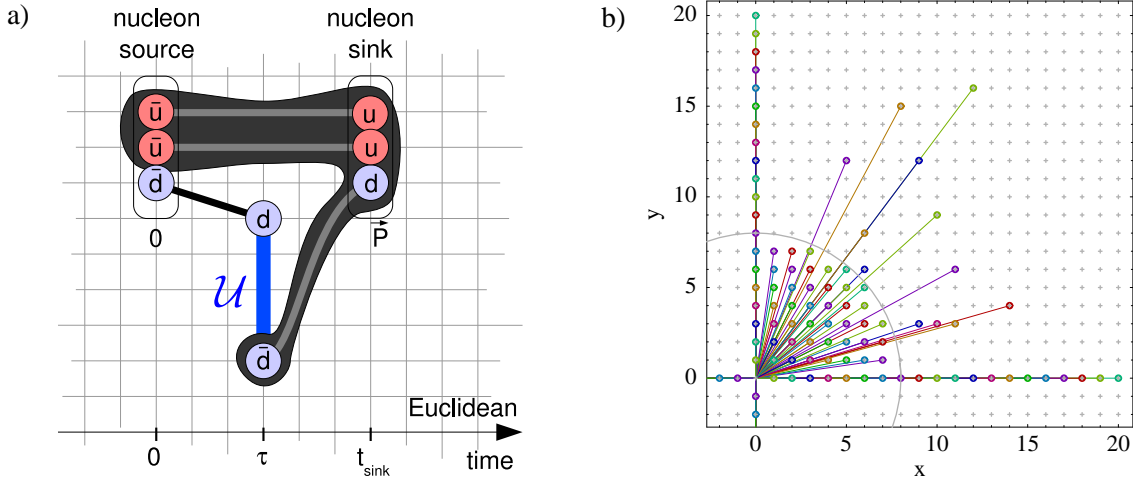 a)
nucleon
source
nucleon
sink
ū u
ū u
d̄ d
d
0
P⃗
𝒰
d̄
Euclidean
0 τ t_sink time
b)
20
15
10
5
0
y
0 5 10 15 20
x